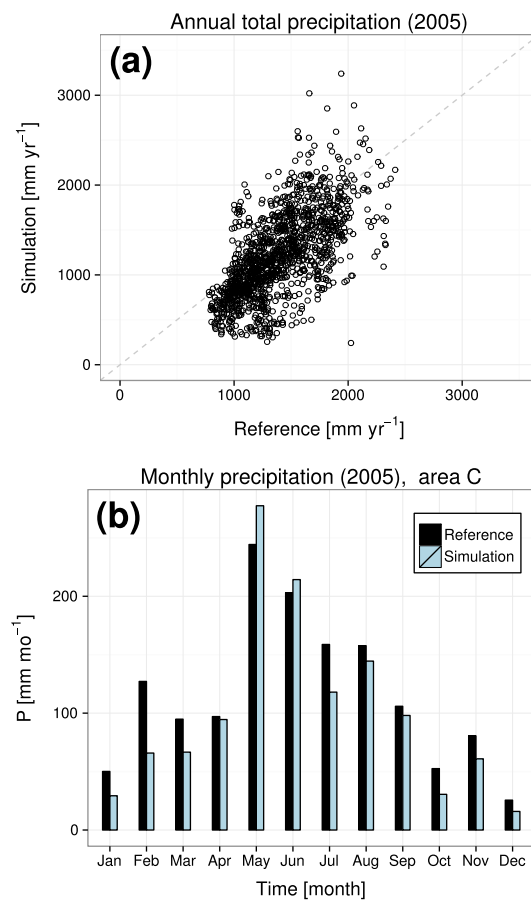 Annual total precipitation (2005)
(a)
Simulation [mm yr⁻¹]
3000
2000
1000
0
0 1000 2000 3000
Reference [mm yr⁻¹]
Monthly precipitation (2005), area C
(b)
Reference
Simulation
P [mm mo⁻¹]
200
100
0
Jan Feb Mar Apr May Jun Jul Aug Sep Oct Nov Dec
Time [month]